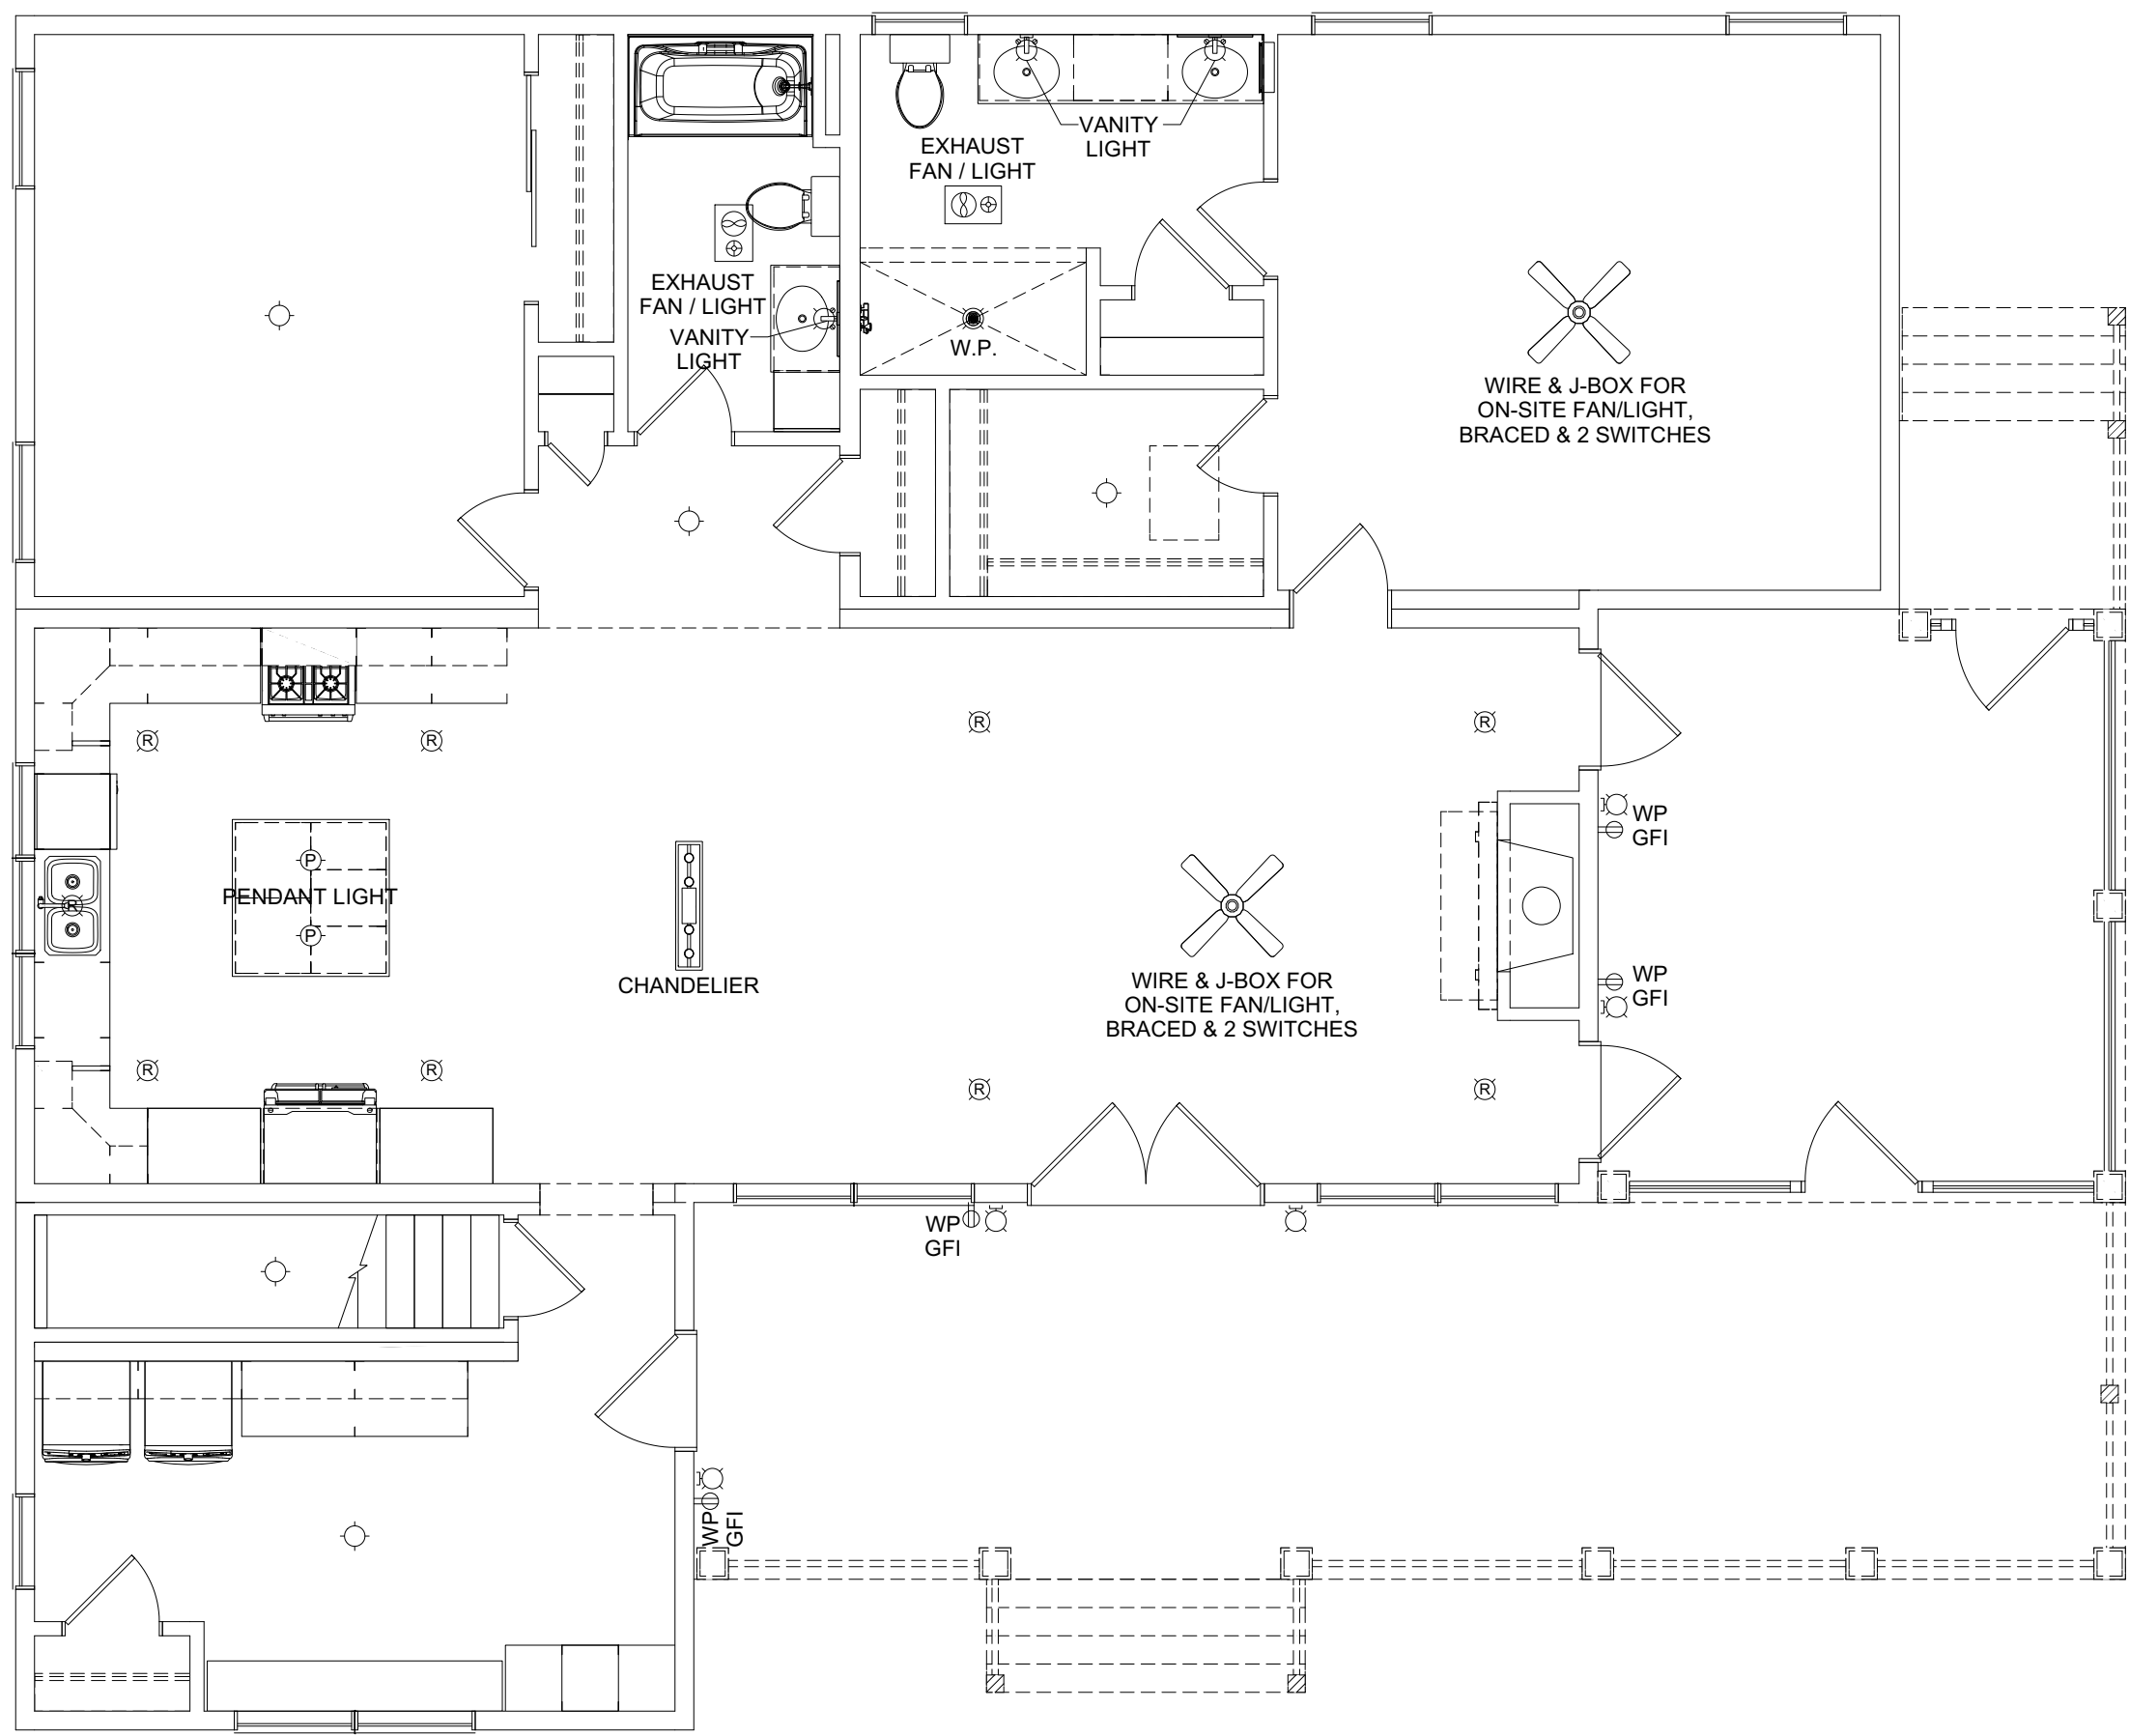 VANITY
LIGHT
EXHAUST
FAN / LIGHT
EXHAUST
FAN / LIGHT
VANITY
LIGHT
W.P.
WIRE & J-BOX FOR
ON-SITE FAN/LIGHT,
BRACED & 2 SWITCHES
R
R
R
R
WP
GFI
P
PENDANT LIGHT
R
P
CHANDELIER
WIRE & J-BOX FOR
ON-SITE FAN/LIGHT,
BRACED & 2 SWITCHES
WP
GFI
R
R
R
R
WP
GFI
WP
GFI